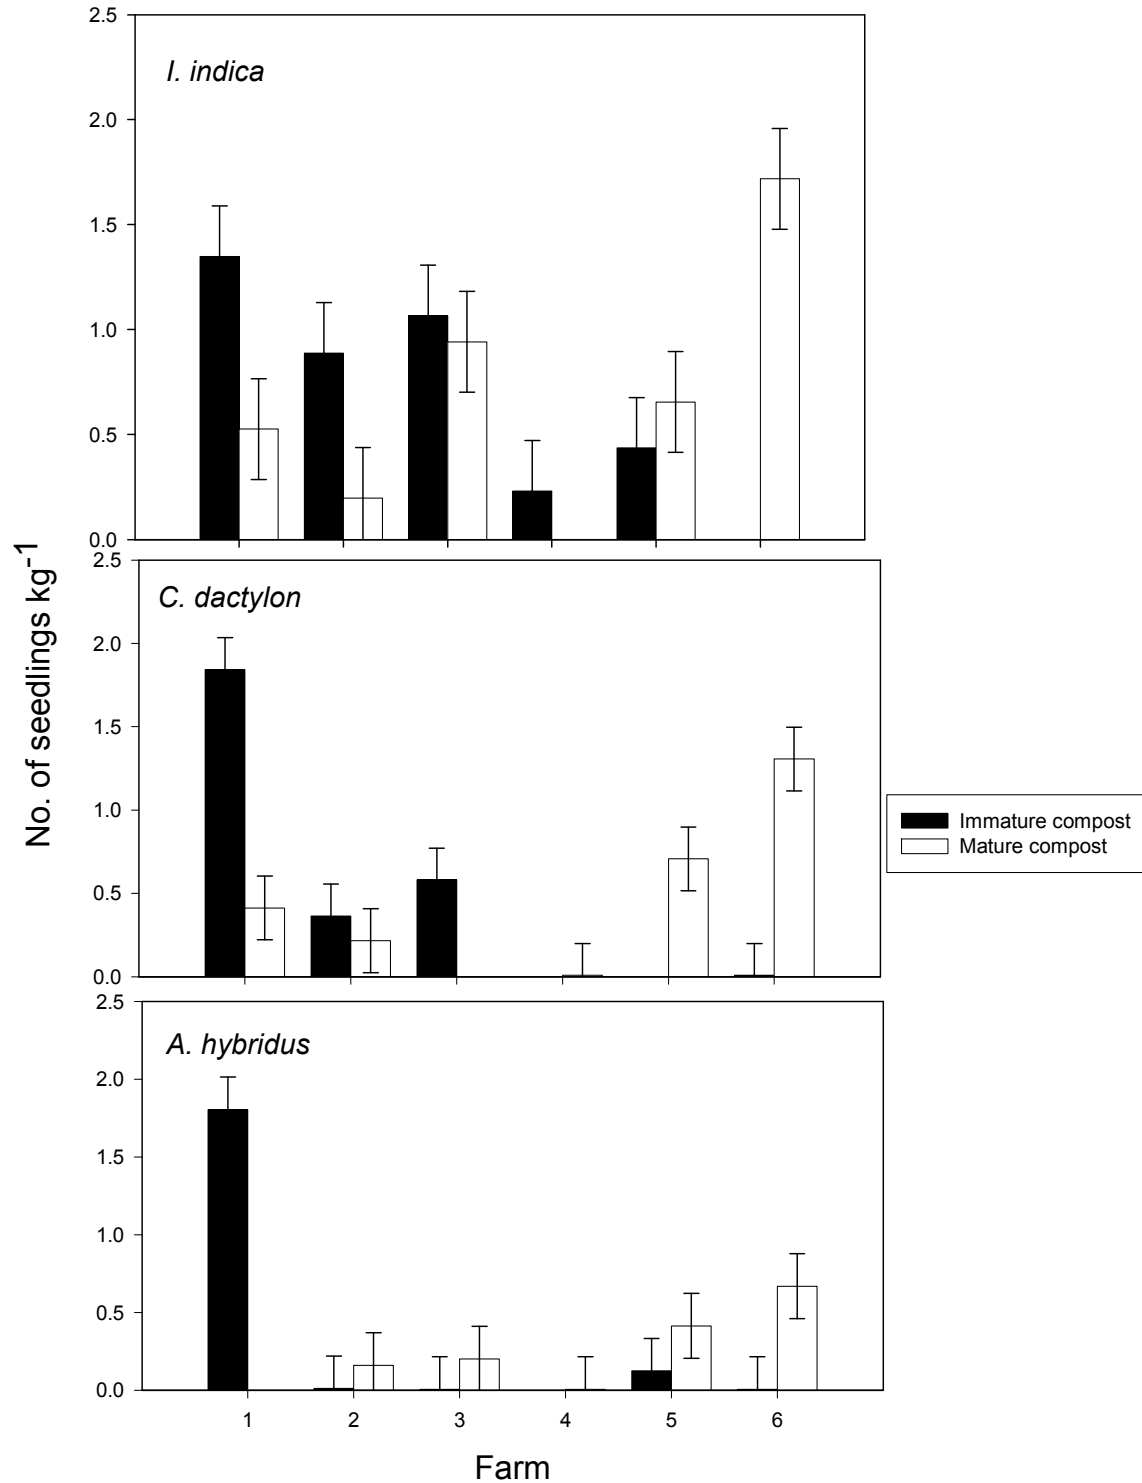 2.5
I. indica
2.0
1.5
1.0
0.5
0.0
No. of seedlings kg-1
2.5
C. dactylon
2.0
1.5
1.0
0.5
0.0
Immature compost
Mature compost
2.5
A. hybridus
2.0
1.5
1.0
0.5
0.0
1 2 3 4 5 6
Farm